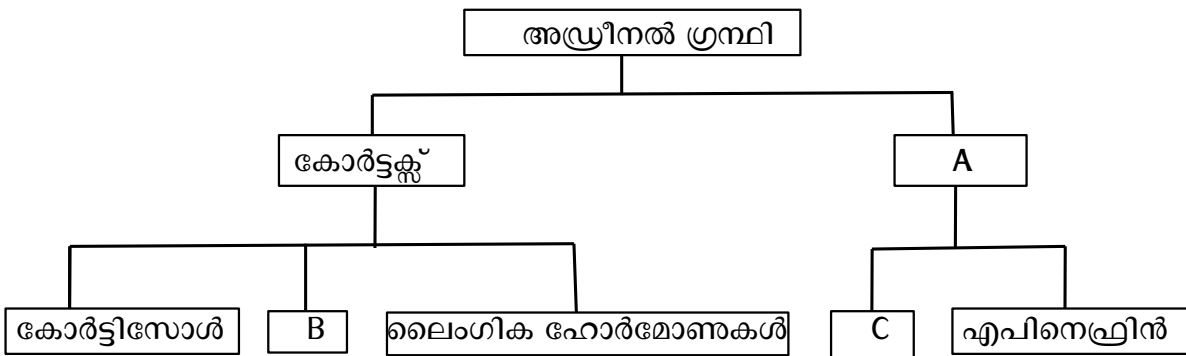 അഡ്രീനൽ ഗ്രന്ഥി
കോർട്ടക്സ്
A
കോർട്ടിസോൾ
B
ലൈംഗിക ഹോർമോണുകൾ
C
എപിനെഫ്രിൻ